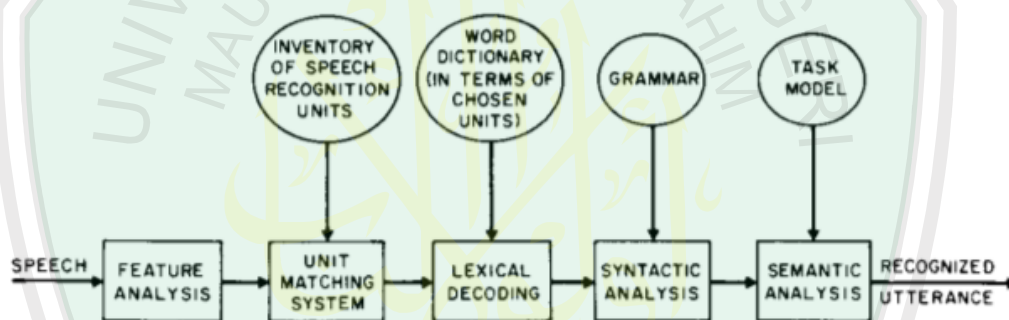 INVENTORY
OF SPEECH
RECOGNITION
UNITS
WORD
DICTIONARY
(IN TERMS OF
CHOSEN
UNITS)
GRAMMAR
TASK
MODEL
SPEECH
FEATURE
ANALYSIS
UNIT
MATCHING
SYSTEM
LEXICAL
DECODING
SYNTACTIC
ANALYSIS
SEMANTIC
ANALYSIS
RECOGNIZED
UTTERANCE